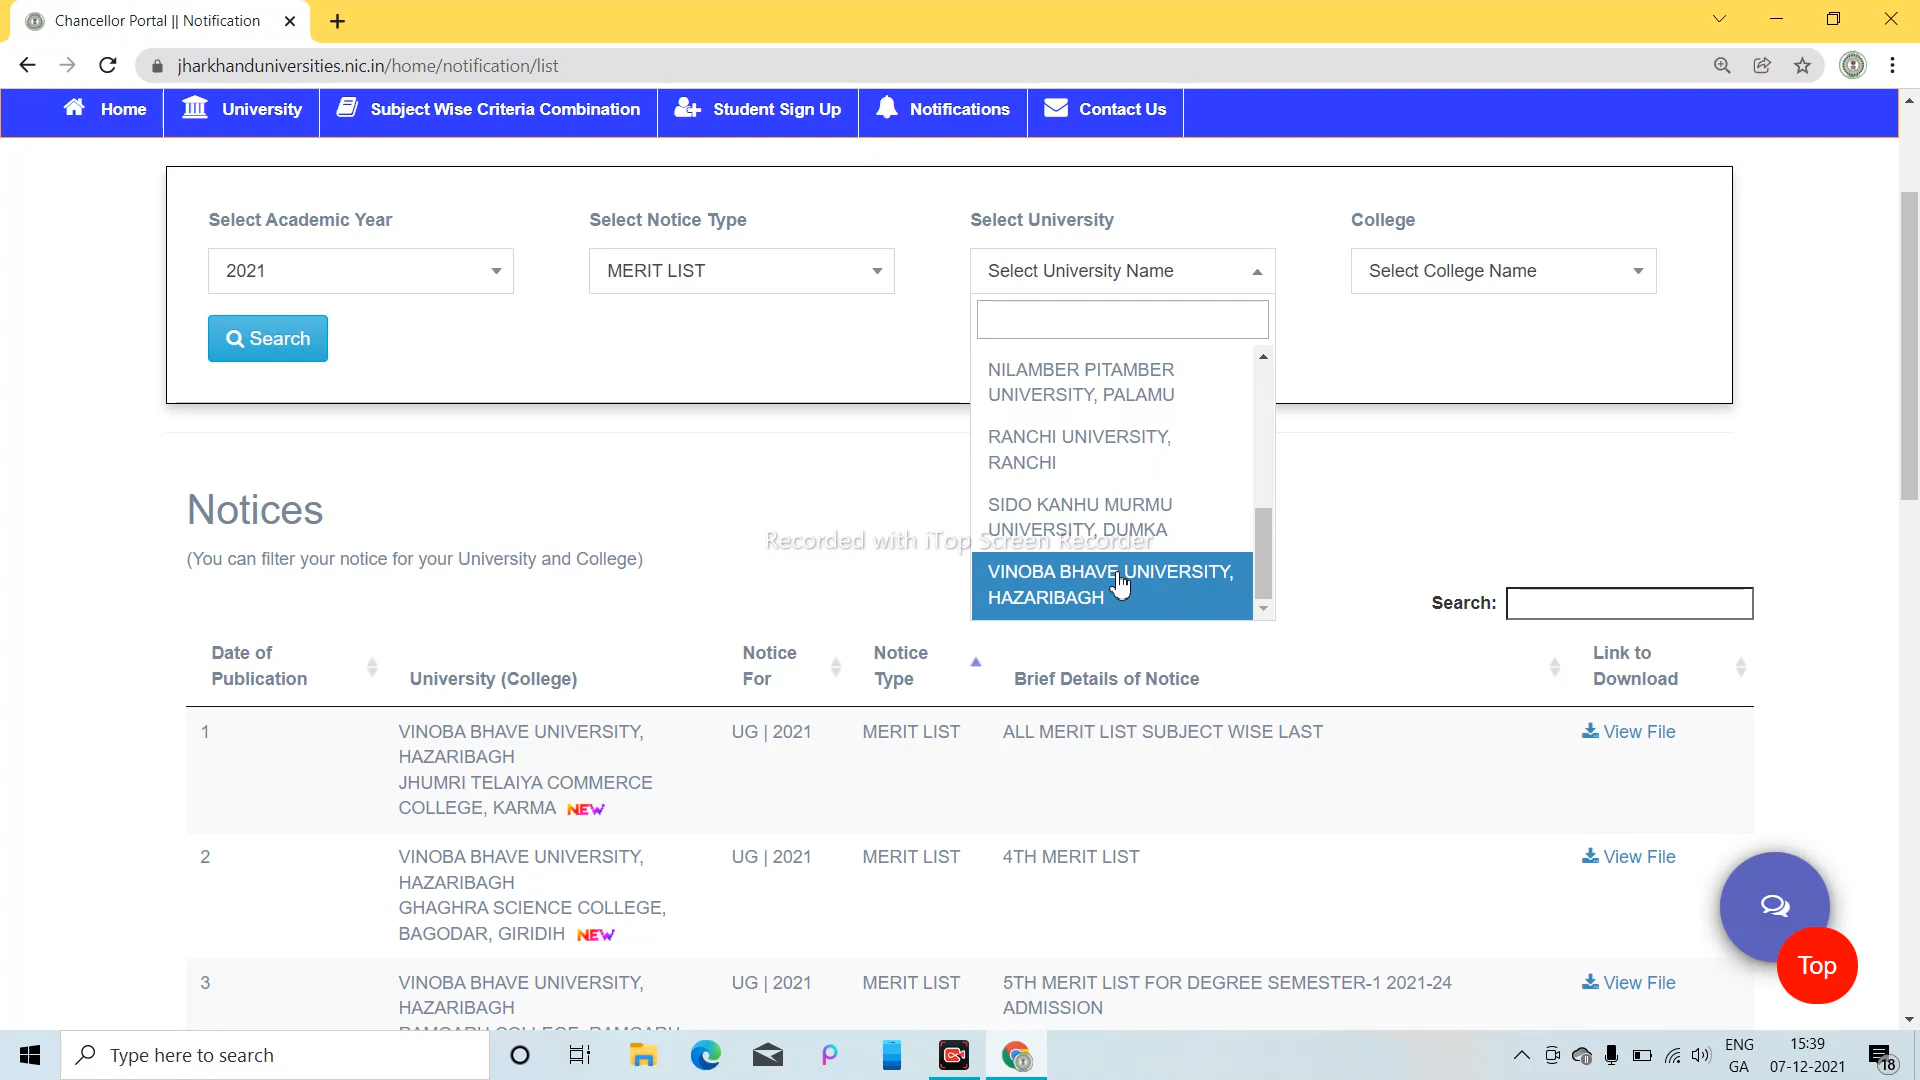 Chancellor Portal || Notification
jharkhanduniversities.nic.in/home/notification/list
Home
University
Subject Wise Criteria Combination
Student Sign Up
Notifications
Contact Us
Select Academic Year
Select Notice Type
Select University
College
2021
MERIT LIST
Select University Name
Select College Name
Search
NILAMBER PITAMBER
UNIVERSITY, PALAMU
RANCHI UNIVERSITY,
RANCHI
SIDO KANHU MURMU
UNIVERSITY, DUMKA
VINOBA BHAVE UNIVERSITY,
HAZARIBAGH
Recorded with iTop Screen Recorder
Notices
(You can filter your notice for your University and College)
Search:
Date of
Publication
University (College)
Notice
For
Notice
Type
Brief Details of Notice
Link to
Download
1
VINOBA BHAVE UNIVERSITY,
HAZARIBAGH
JHUMRI TELAIYA COMMERCE
COLLEGE, KARMA NEW
UG | 2021
MERIT LIST
ALL MERIT LIST SUBJECT WISE LAST
View File
2
VINOBA BHAVE UNIVERSITY,
HAZARIBAGH
GHAGHRA SCIENCE COLLEGE,
BAGODAR, GIRIDIH NEW
UG | 2021
MERIT LIST
4TH MERIT LIST
View File
3
VINOBA BHAVE UNIVERSITY,
HAZARIBAGH
RAMGARH COLLEGE, RAMGARH
UG | 2021
MERIT LIST
5TH MERIT LIST FOR DEGREE SEMESTER-1 2021-24
ADMISSION
View File
Top
Type here to search
ENG
GA
15:39
07-12-2021
18